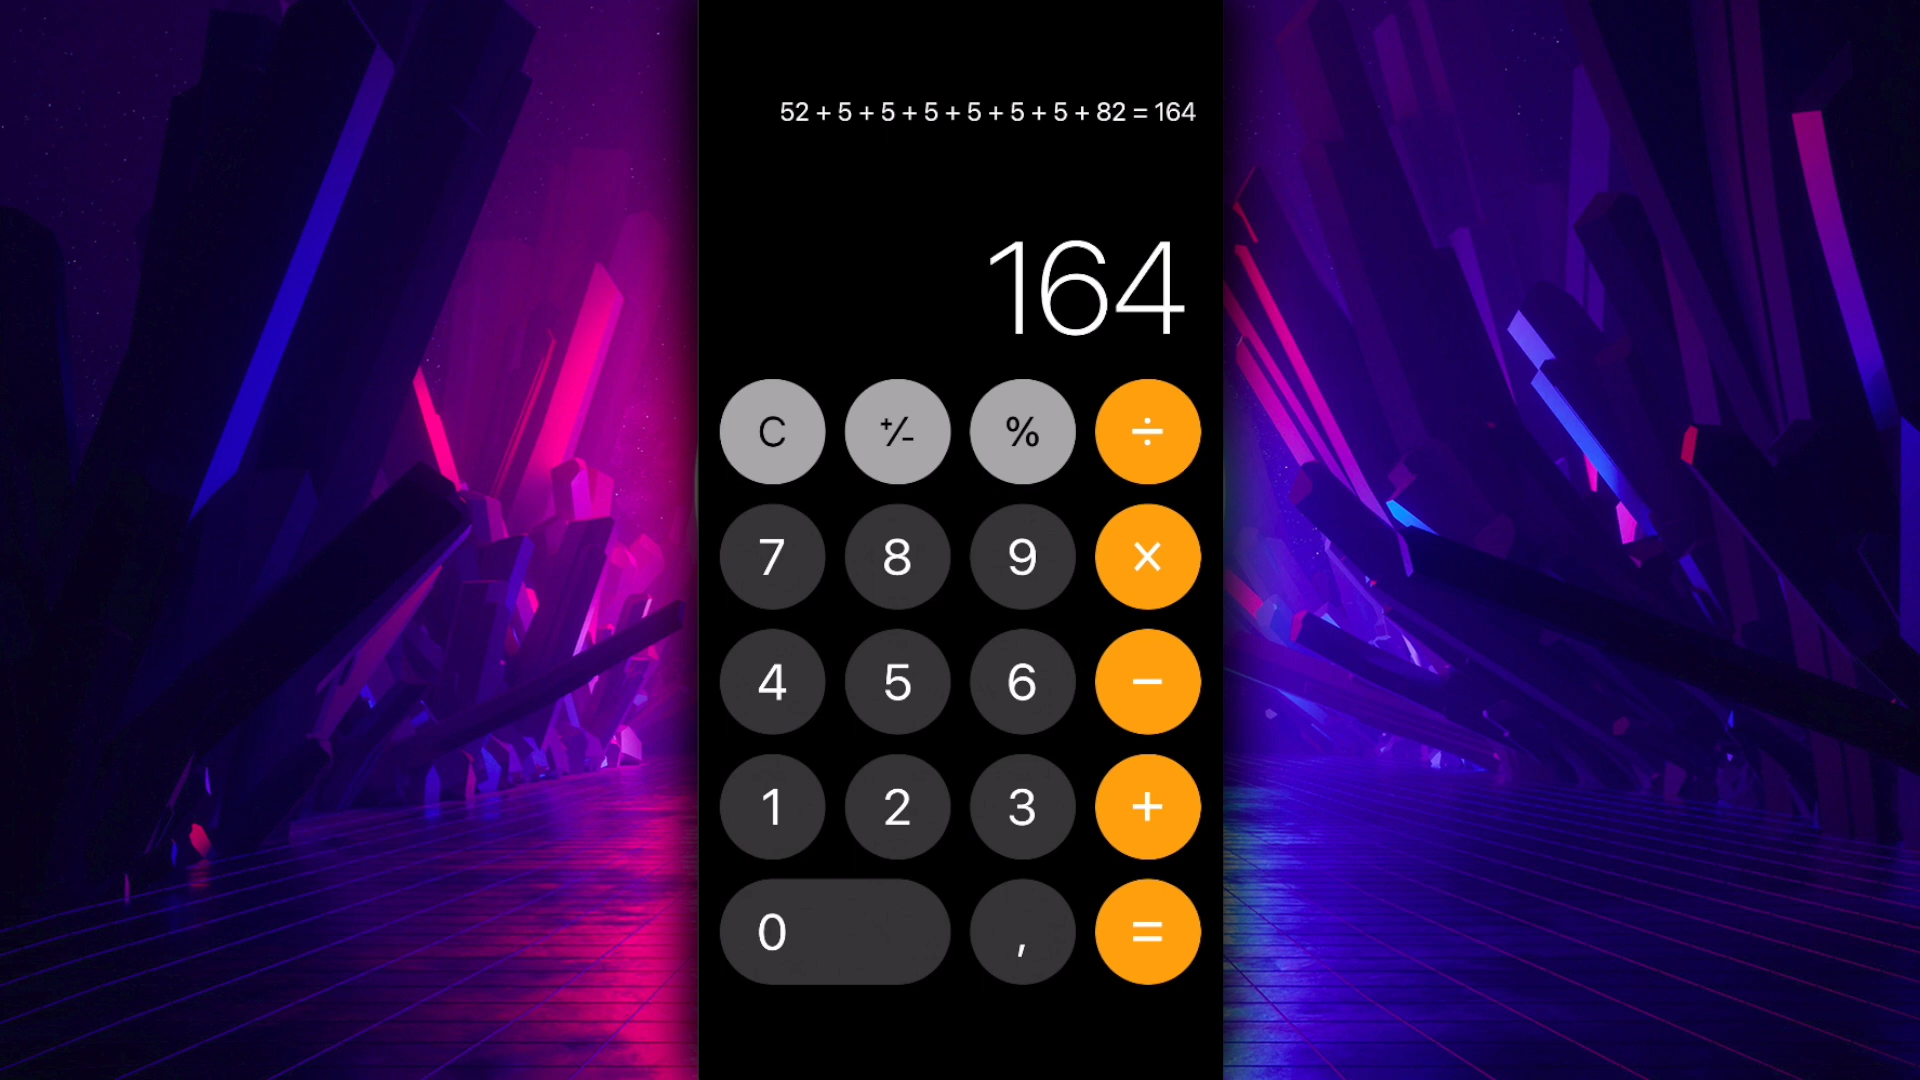 52 + 5 + 5 + 5 + 5 + 5 + 5 + 82 = 164
164
C ⁺∕₋ % ÷
7 8 9 ×
4 5 6 −
1 2 3 +
0 , =